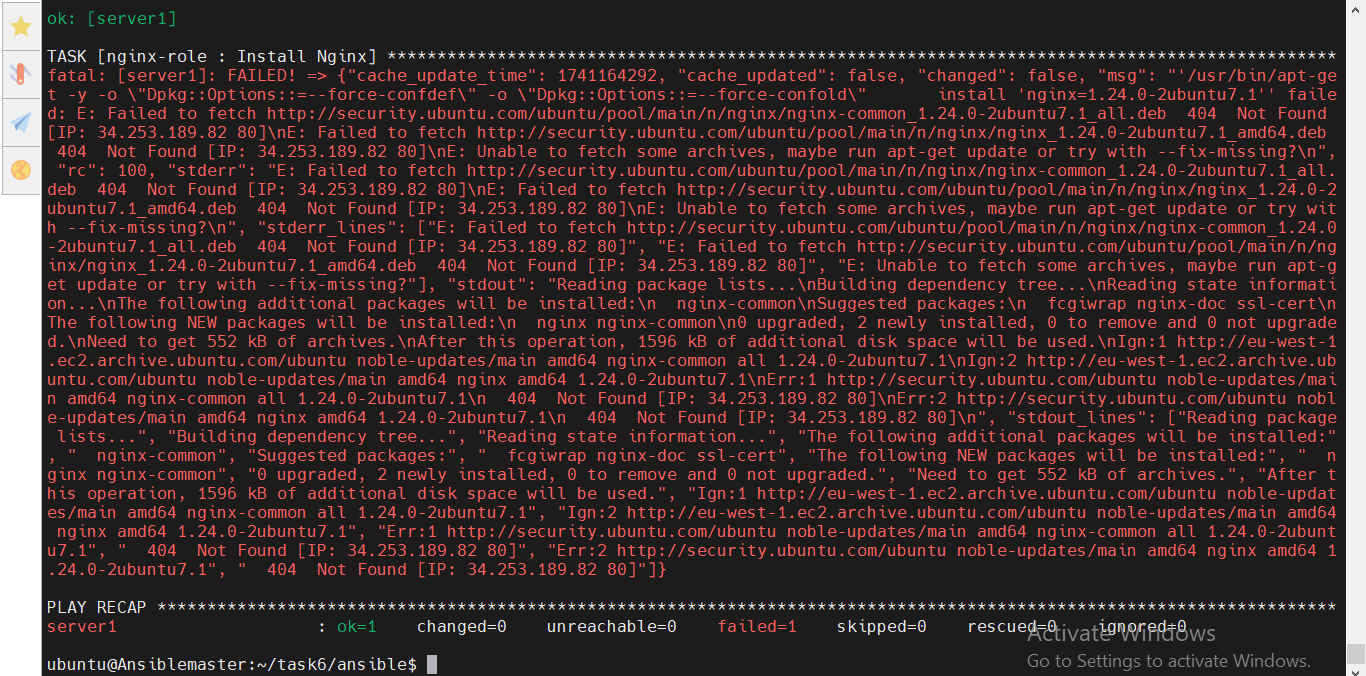 ok: [server1]
TASK [nginx-role : Install Nginx] ***********************************************************************************************
fatal: [server1]: FAILED! => {"cache_update_time": 1741164292, "cache_updated": false, "changed": false, "msg": "'/usr/bin/apt-ge
t -y -o \"Dpkg::Options::=--force-confdef\" -o \"Dpkg::Options::=--force-confold\"       install 'nginx=1.24.0-2ubuntu7.1'' faile
d: E: Failed to fetch http://security.ubuntu.com/ubuntu/pool/main/n/nginx/nginx-common_1.24.0-2ubuntu7.1_all.deb  404  Not Found
[IP: 34.253.189.82 80]\nE: Failed to fetch http://security.ubuntu.com/ubuntu/pool/main/n/nginx/nginx_1.24.0-2ubuntu7.1_amd64.deb
 404  Not Found [IP: 34.253.189.82 80]\nE: Unable to fetch some archives, maybe run apt-get update or try with --fix-missing?\n",
 "rc": 100, "stderr": "E: Failed to fetch http://security.ubuntu.com/ubuntu/pool/main/n/nginx/nginx-common_1.24.0-2ubuntu7.1_all.
deb  404  Not Found [IP: 34.253.189.82 80]\nE: Failed to fetch http://security.ubuntu.com/ubuntu/pool/main/n/nginx/nginx_1.24.0-2
ubuntu7.1_amd64.deb  404  Not Found [IP: 34.253.189.82 80]\nE: Unable to fetch some archives, maybe run apt-get update or try wit
h --fix-missing?\n", "stderr_lines": ["E: Failed to fetch http://security.ubuntu.com/ubuntu/pool/main/n/nginx/nginx-common_1.24.0
-2ubuntu7.1_all.deb  404  Not Found [IP: 34.253.189.82 80]", "E: Failed to fetch http://security.ubuntu.com/ubuntu/pool/main/n/ng
inx/nginx_1.24.0-2ubuntu7.1_amd64.deb  404  Not Found [IP: 34.253.189.82 80]", "E: Unable to fetch some archives, maybe run apt-g
et update or try with --fix-missing?"], "stdout": "Reading package lists...\nBuilding dependency tree...\nReading state informati
on...\nThe following additional packages will be installed:\n  nginx-common\nSuggested packages:\n  fcgiwrap nginx-doc ssl-cert\n
The following NEW packages will be installed:\n  nginx nginx-common\n0 upgraded, 2 newly installed, 0 to remove and 0 not upgrade
d.\nNeed to get 552 kB of archives.\nAfter this operation, 1596 kB of additional disk space will be used.\nIgn:1 http://eu-west-1
.ec2.archive.ubuntu.com/ubuntu noble-updates/main amd64 nginx-common all 1.24.0-2ubuntu7.1\nIgn:2 http://eu-west-1.ec2.archive.ub
untu.com/ubuntu noble-updates/main amd64 nginx amd64 1.24.0-2ubuntu7.1\nErr:1 http://security.ubuntu.com/ubuntu noble-updates/mai
n amd64 nginx-common all 1.24.0-2ubuntu7.1\n  404  Not Found [IP: 34.253.189.82 80]\nErr:2 http://security.ubuntu.com/ubuntu nobl
e-updates/main amd64 nginx amd64 1.24.0-2ubuntu7.1\n  404  Not Found [IP: 34.253.189.82 80]\n", "stdout_lines": ["Reading package
 lists...", "Building dependency tree...", "Reading state information...", "The following additional packages will be installed:"
, "  nginx-common", "Suggested packages:", "  fcgiwrap nginx-doc ssl-cert", "The following NEW packages will be installed:", "  n
ginx nginx-common", "0 upgraded, 2 newly installed, 0 to remove and 0 not upgraded.", "Need to get 552 kB of archives.", "After t
his operation, 1596 kB of additional disk space will be used.", "Ign:1 http://eu-west-1.ec2.archive.ubuntu.com/ubuntu noble-updat
es/main amd64 nginx-common all 1.24.0-2ubuntu7.1", "Ign:2 http://eu-west-1.ec2.archive.ubuntu.com/ubuntu noble-updates/main amd64
 nginx amd64 1.24.0-2ubuntu7.1", "Err:1 http://security.ubuntu.com/ubuntu noble-updates/main amd64 nginx-common all 1.24.0-2ubunt
u7.1", "  404  Not Found [IP: 34.253.189.82 80]", "Err:2 http://security.ubuntu.com/ubuntu noble-updates/main amd64 nginx amd64 1
.24.0-2ubuntu7.1", "  404  Not Found [IP: 34.253.189.82 80]"]}
PLAY RECAP **********************************************************************************************************************
server1                    : ok=1    changed=0    unreachable=0    failed=1    skipped=0    rescued=0    ignored=0
Activate Windows
Go to Settings to activate Windows.
ubuntu@Ansiblemaster:~/task6/ansible$